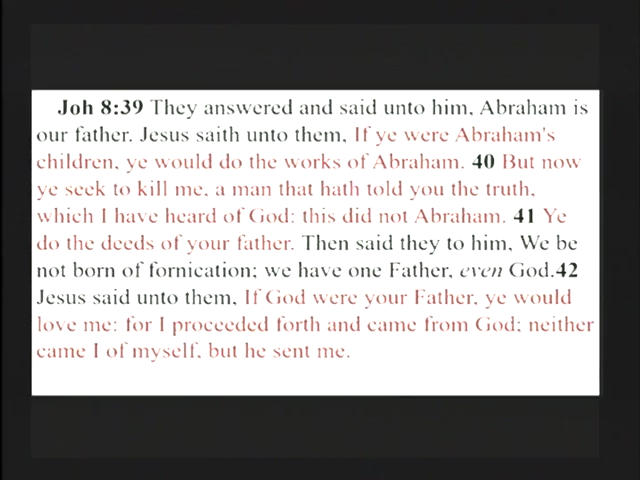 Joh 8:39 They answered and said unto him, Abraham is
our father. Jesus saith unto them, If ye were Abraham's
children, ye would do the works of Abraham. 40 But now
ye seek to kill me, a man that hath told you the truth,
which I have heard of God: this did not Abraham. 41 Ye
do the deeds of your father. Then said they to him, We be
not born of fornication; we have one Father, even God.42
Jesus said unto them, If God were your Father, ye would
love me: for I proceeded forth and came from God; neither
came I of myself, but he sent me.